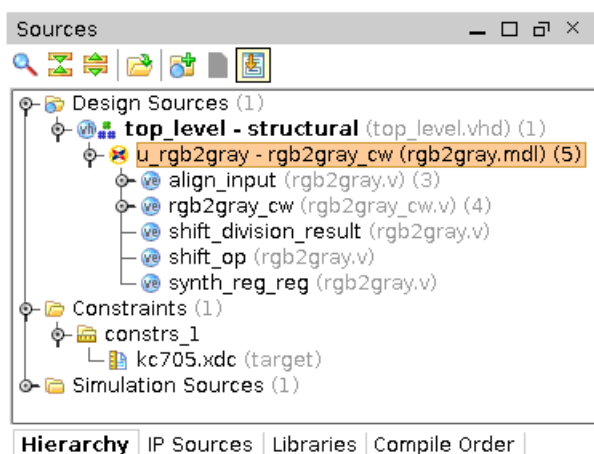 Sources
Design Sources (1)
top_level - structural (top_level.vhd) (1)
u_rgb2gray - rgb2gray_cw (rgb2gray.mdl) (5)
align_input (rgb2gray.v) (3)
rgb2gray_cw (rgb2gray_cw.v) (4)
shift_division_result (rgb2gray.v)
shift_op (rgb2gray.v)
synth_reg_reg (rgb2gray.v)
Constraints (1)
constrs_1
kc705.xdc (target)
Simulation Sources (1)
Hierarchy IP Sources Libraries Compile Order